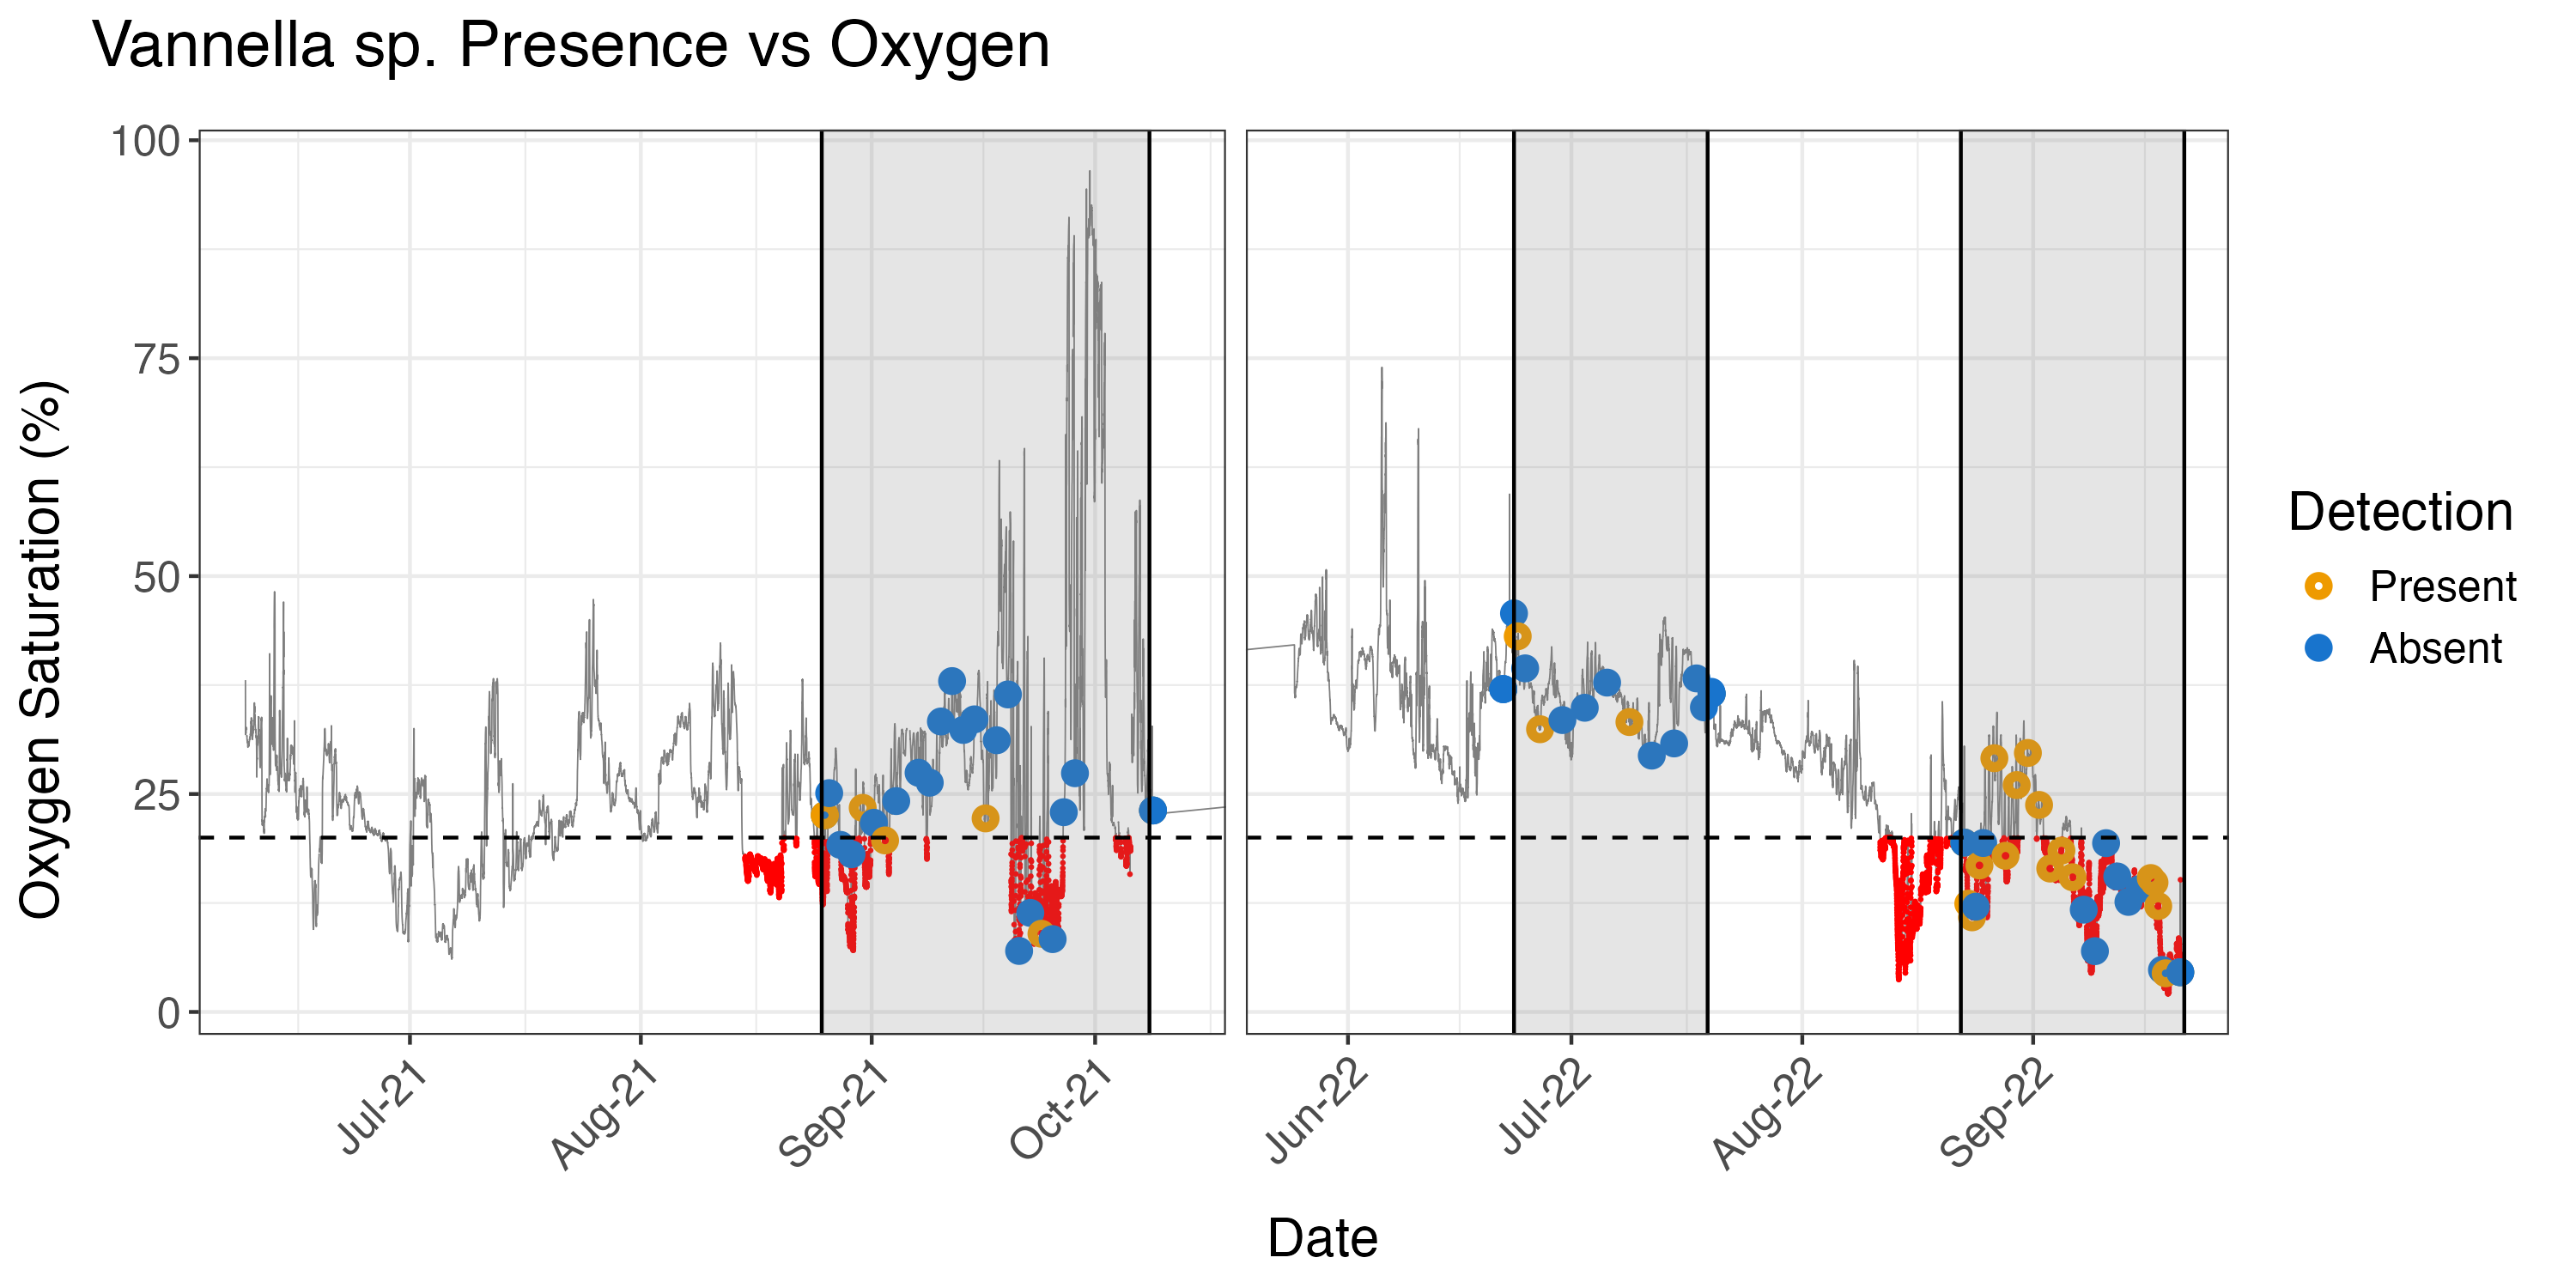 Vannella sp. Presence vs Oxygen
Oxygen Saturation (%)
100
75
50
25
0
Jul-21
Aug-21
Sep-21
Oct-21
Jun-22
Jul-22
Aug-22
Sep-22
Date
Detection
Present
Absent